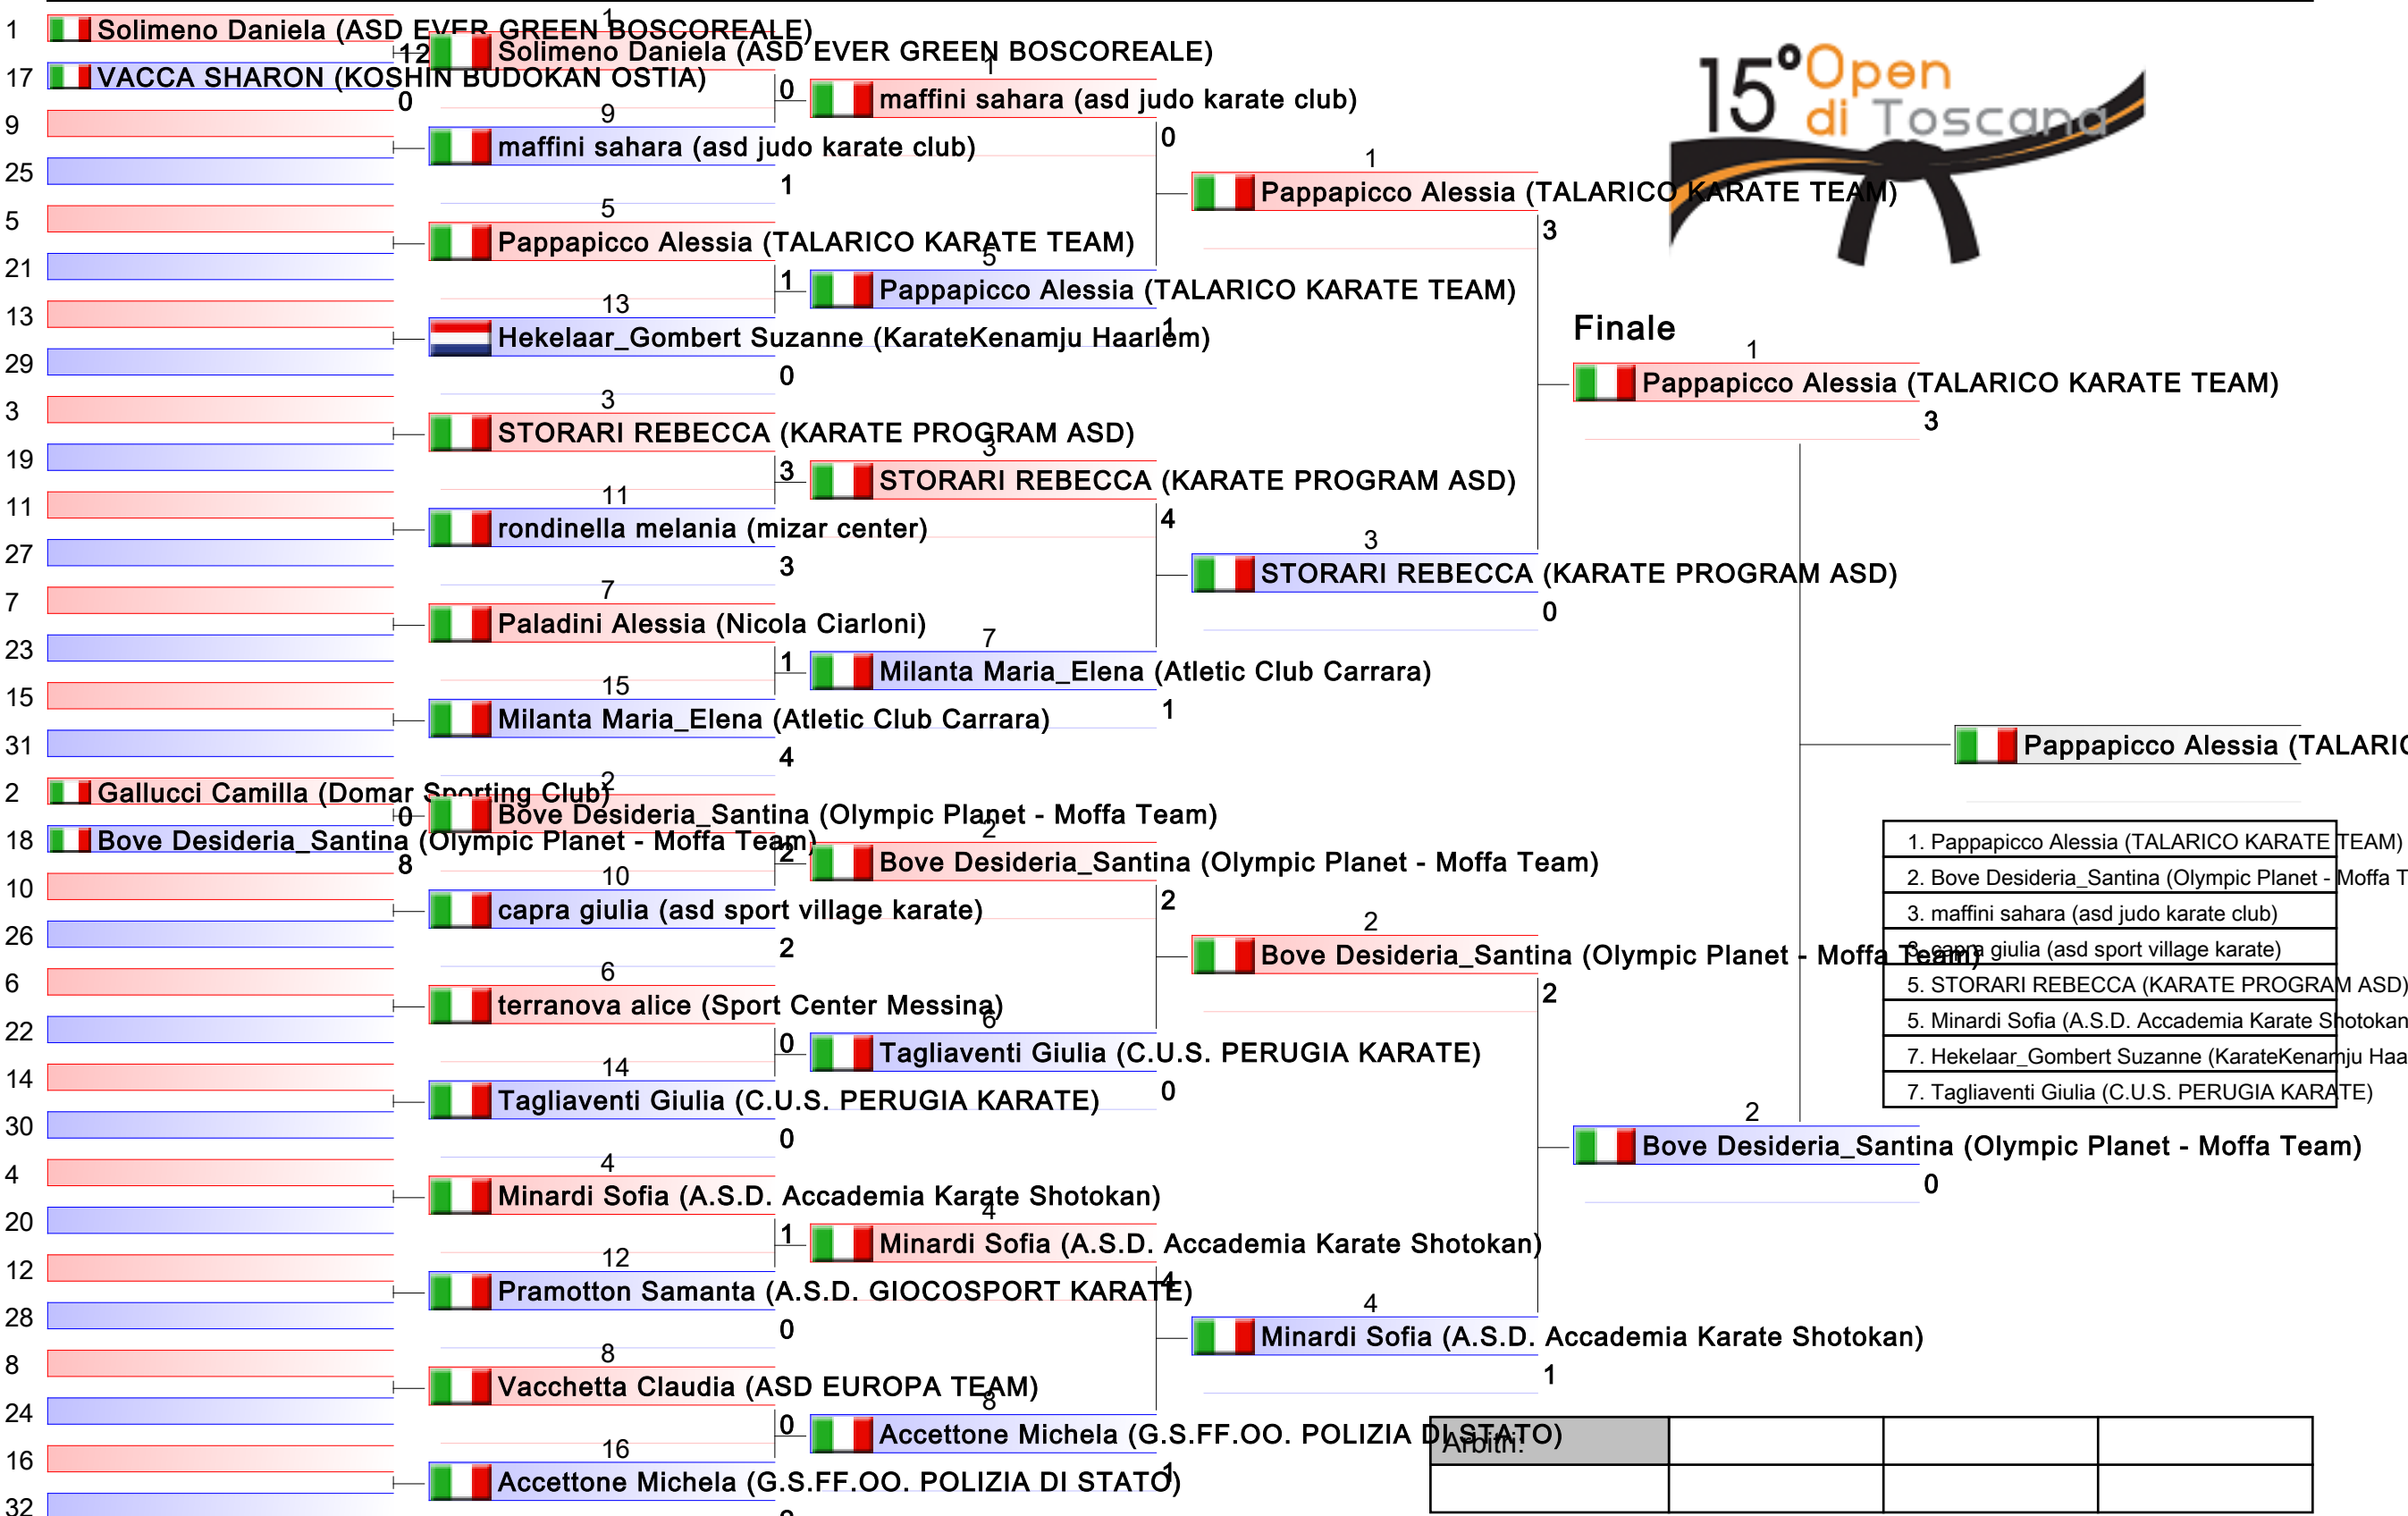 1 Solimeno Daniela (ASD EVER GREEN BOSCOREALE)
12
17 VACCA SHARON (KOSHIN BUDOKAN OSTIA)
0
9
25
5
21
13
29
3
19
11
27
7
23
15
31
2 Gallucci Camilla (Domar Sporting Club)
0
18 Bove Desideria_Santina (Olympic Planet - Moffa Team)
8
10
26
6
22
14
30
4
20
12
28
8
24
16
32
1
Solimeno Daniela (ASD EVER GREEN BOSCOREALE)
0
9
maffini sahara (asd judo karate club)
1
5
Pappapicco Alessia (TALARICO KARATE TEAM)
1
13
Hekelaar_Gombert Suzanne (KarateKenamju Haarlem)
0
3
STORARI REBECCA (KARATE PROGRAM ASD)
3
11
rondinella melania (mizar center)
3
7
Paladini Alessia (Nicola Ciarloni)
1
15
Milanta Maria_Elena (Atletic Club Carrara)
4
2
Bove Desideria_Santina (Olympic Planet - Moffa Team)
2
10
capra giulia (asd sport village karate)
2
6
terranova alice (Sport Center Messina)
0
14
Tagliaventi Giulia (C.U.S. PERUGIA KARATE)
0
4
Minardi Sofia (A.S.D. Accademia Karate Shotokan)
1
12
Pramotton Samanta (A.S.D. GIOCOSPORT KARATE)
0
8
Vacchetta Claudia (ASD EUROPA TEAM)
0
16
Accettone Michela (G.S.FF.OO. POLIZIA DI STATO)
1
maffini sahara (asd judo karate club)
0
5
Pappapicco Alessia (TALARICO KARATE TEAM)
1
3
STORARI REBECCA (KARATE PROGRAM ASD)
4
7
Milanta Maria_Elena (Atletic Club Carrara)
1
2
Bove Desideria_Santina (Olympic Planet - Moffa Team)
2
6
Tagliaventi Giulia (C.U.S. PERUGIA KARATE)
0
4
Minardi Sofia (A.S.D. Accademia Karate Shotokan)
4
8
Accettone Michela (G.S.FF.OO. POLIZIA DI STATO)
1
1
Pappapicco Alessia (TALARICO KARATE TEAM)
3
3
STORARI REBECCA (KARATE PROGRAM ASD)
0
2
Bove Desideria_Santina (Olympic Planet - Moffa Team)
2
4
Minardi Sofia (A.S.D. Accademia Karate Shotokan)
1
15° Open
di Toscana
Finale
1
Pappapicco Alessia (TALARICO KARATE TEAM)
3
2
Bove Desideria_Santina (Olympic Planet - Moffa Team)
0
Pappapicco Alessia (TALARIC
1. Pappapicco Alessia (TALARICO KARATE TEAM)
2. Bove Desideria_Santina (Olympic Planet - Moffa T
3. maffini sahara (asd judo karate club)
3. capra giulia (asd sport village karate)
5. STORARI REBECCA (KARATE PROGRAM ASD)
5. Minardi Sofia (A.S.D. Accademia Karate Shotokan
7. Hekelaar_Gombert Suzanne (KarateKenamju Haa
7. Tagliaventi Giulia (C.U.S. PERUGIA KARATE)
Arbitri: